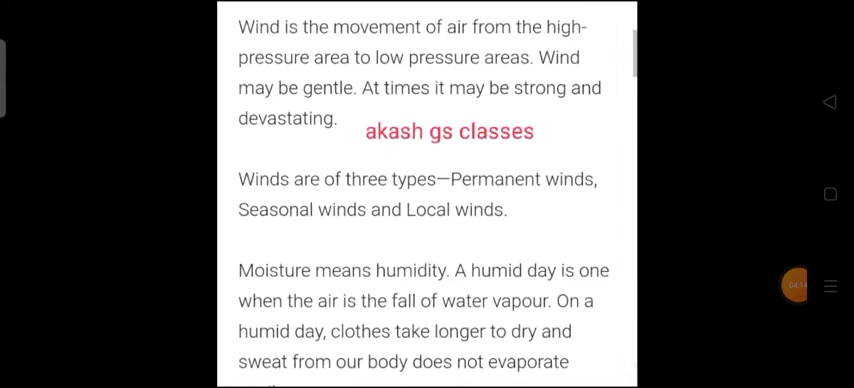 Wind is the movement of air from the high-
pressure area to low pressure areas. Wind
may be gentle. At times it may be strong and
devastating.
akash gs classes
Winds are of three types—Permanent winds,
Seasonal winds and Local winds.
Moisture means humidity. A humid day is one
when the air is the fall of water vapour. On a
humid day, clothes take longer to dry and
sweat from our body does not evaporate